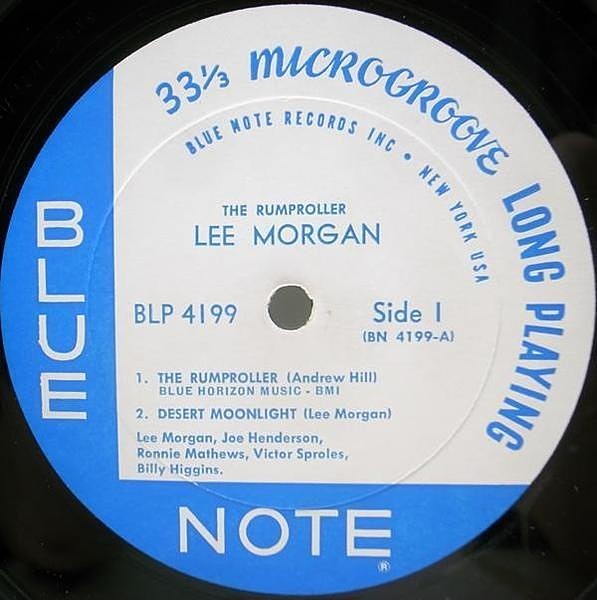 33⅓ MICROGROOVE LONG PLAYING
BLUE NOTE RECORDS INC • NEW YORK USA
THE RUMPROLLER
LEE MORGAN
BLP 4199
Side 1
(BN 4199-A)
1. THE RUMPROLLER (Andrew Hill)
BLUE HORIZON MUSIC - BMI
2. DESERT MOONLIGHT (Lee Morgan)
Lee Morgan, Joe Henderson,
Ronnie Mathews, Victor Sproles,
Billy Higgins.
BLUE
NOTE
®